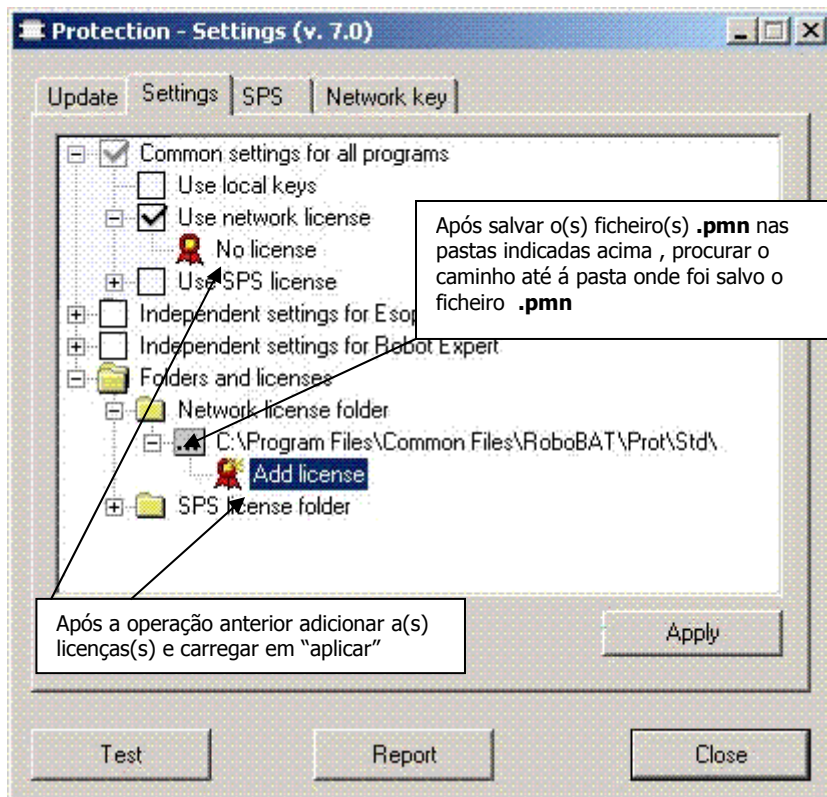 Protection - Settings (v. 7.0)
Update Settings SPS Network key
Common settings for all programs
Use local keys
Use network license
No license
Use SPS license
Independent settings for Esop
Independent settings for Robot Expert
Folders and licenses
Network license folder
... C:\Program Files\Common Files\RoboBAT\Prot\Std\
Add license
SPS license folder
Após salvar o(s) ficheiro(s) .pmn nas
pastas indicadas acima , procurar o
caminho até á pasta onde foi salvo o
ficheiro .pmn
Após a operação anterior adicionar a(s)
licenças(s) e carregar em “aplicar”
Apply
Test Report Close